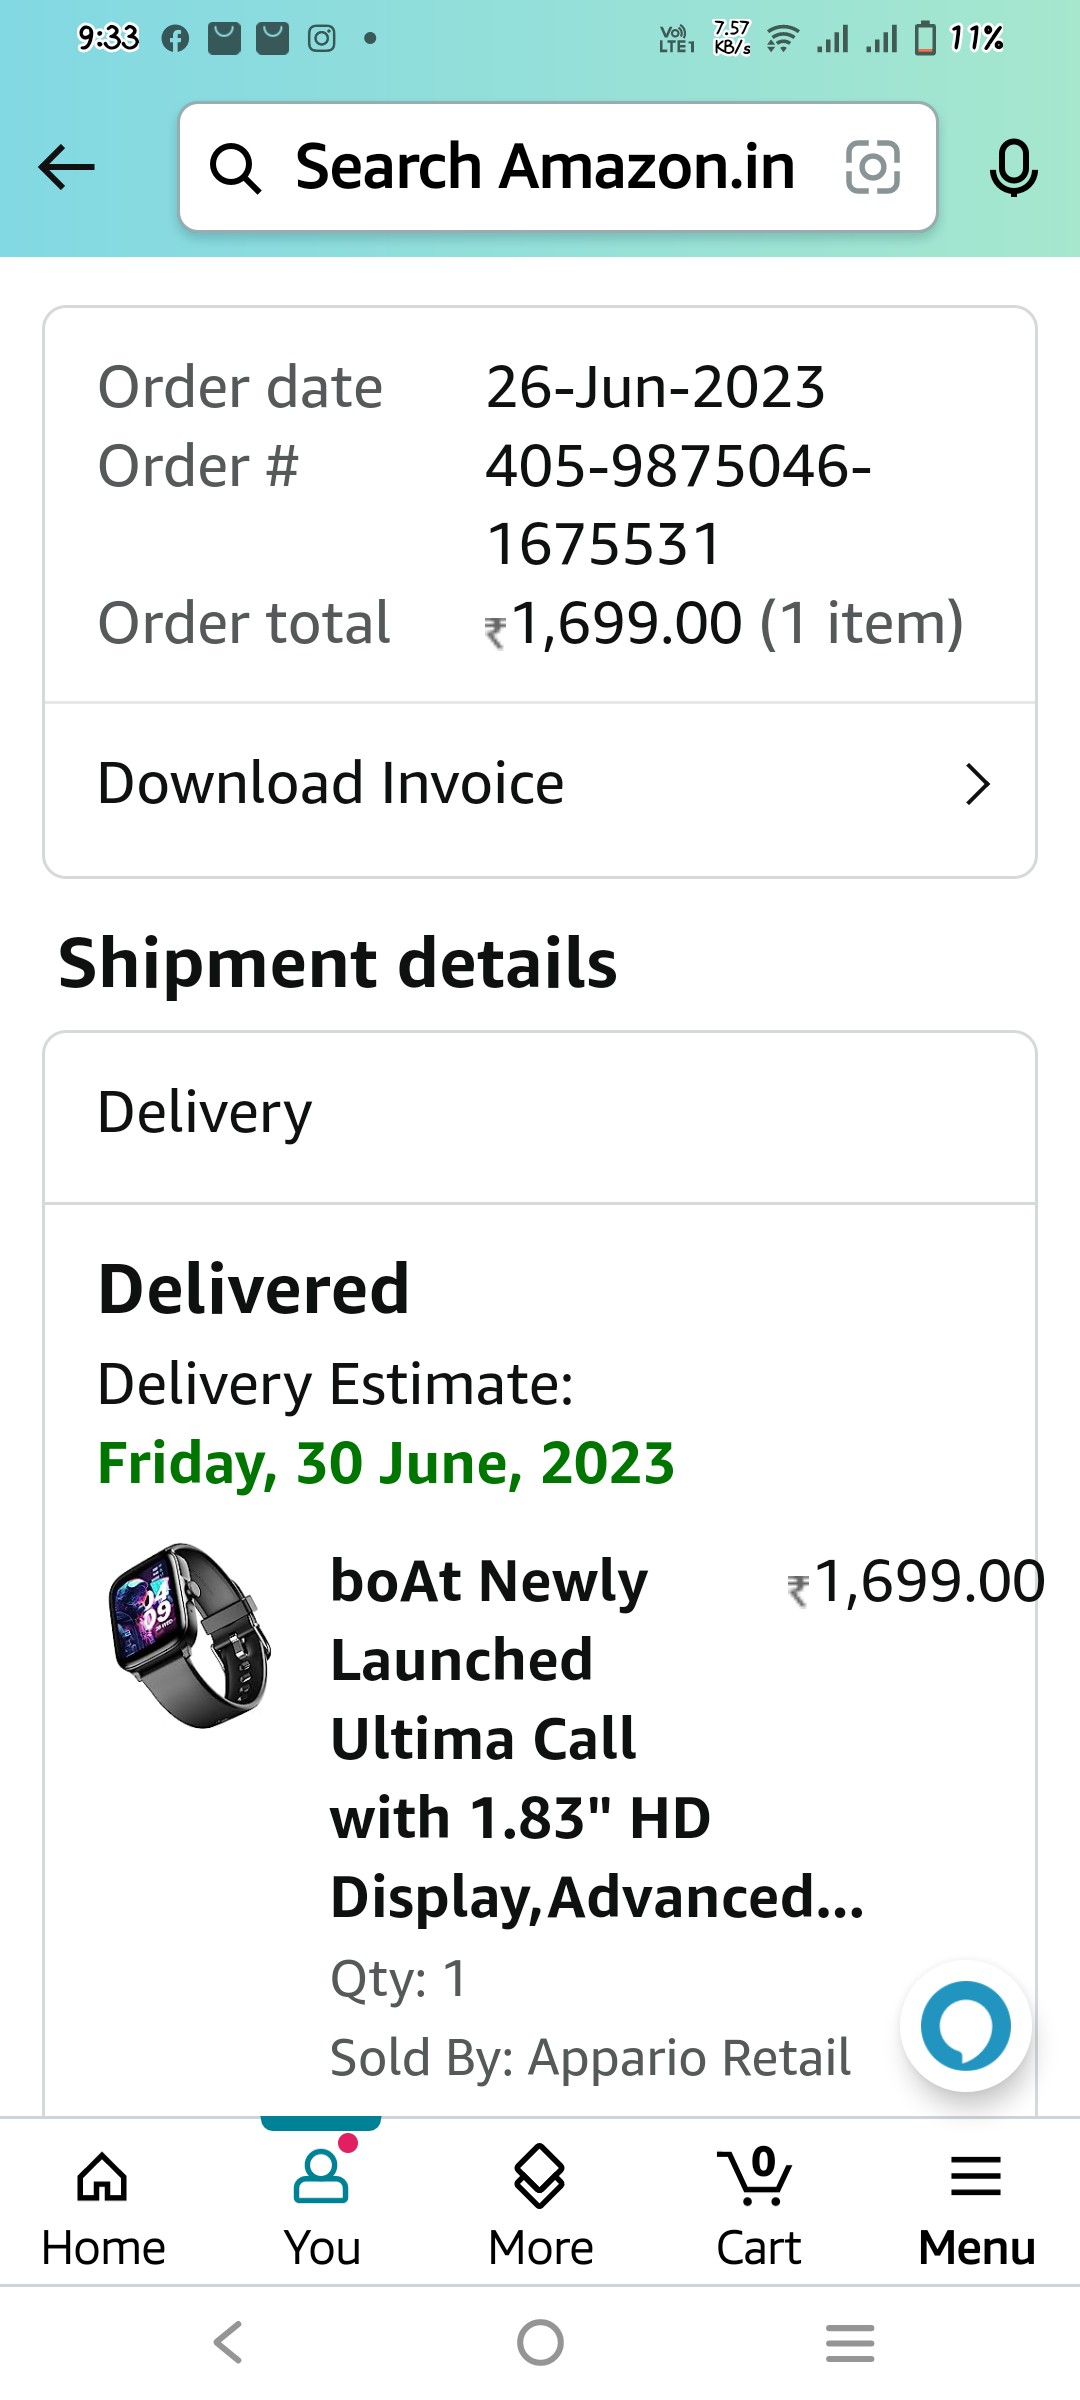 9:33
Vo)) LTE1 7.57 KB/s 11%
Search Amazon.in
Order date 26-Jun-2023
Order # 405-9875046-
1675531
Order total ₹1,699.00 (1 item)
Download Invoice
Shipment details
Delivery
Delivered
Delivery Estimate:
Friday, 30 June, 2023
boAt Newly ₹1,699.00
Launched
Ultima Call
with 1.83" HD
Display,Advanced...
Qty: 1
Sold By: Appario Retail
0
Home You More Cart Menu